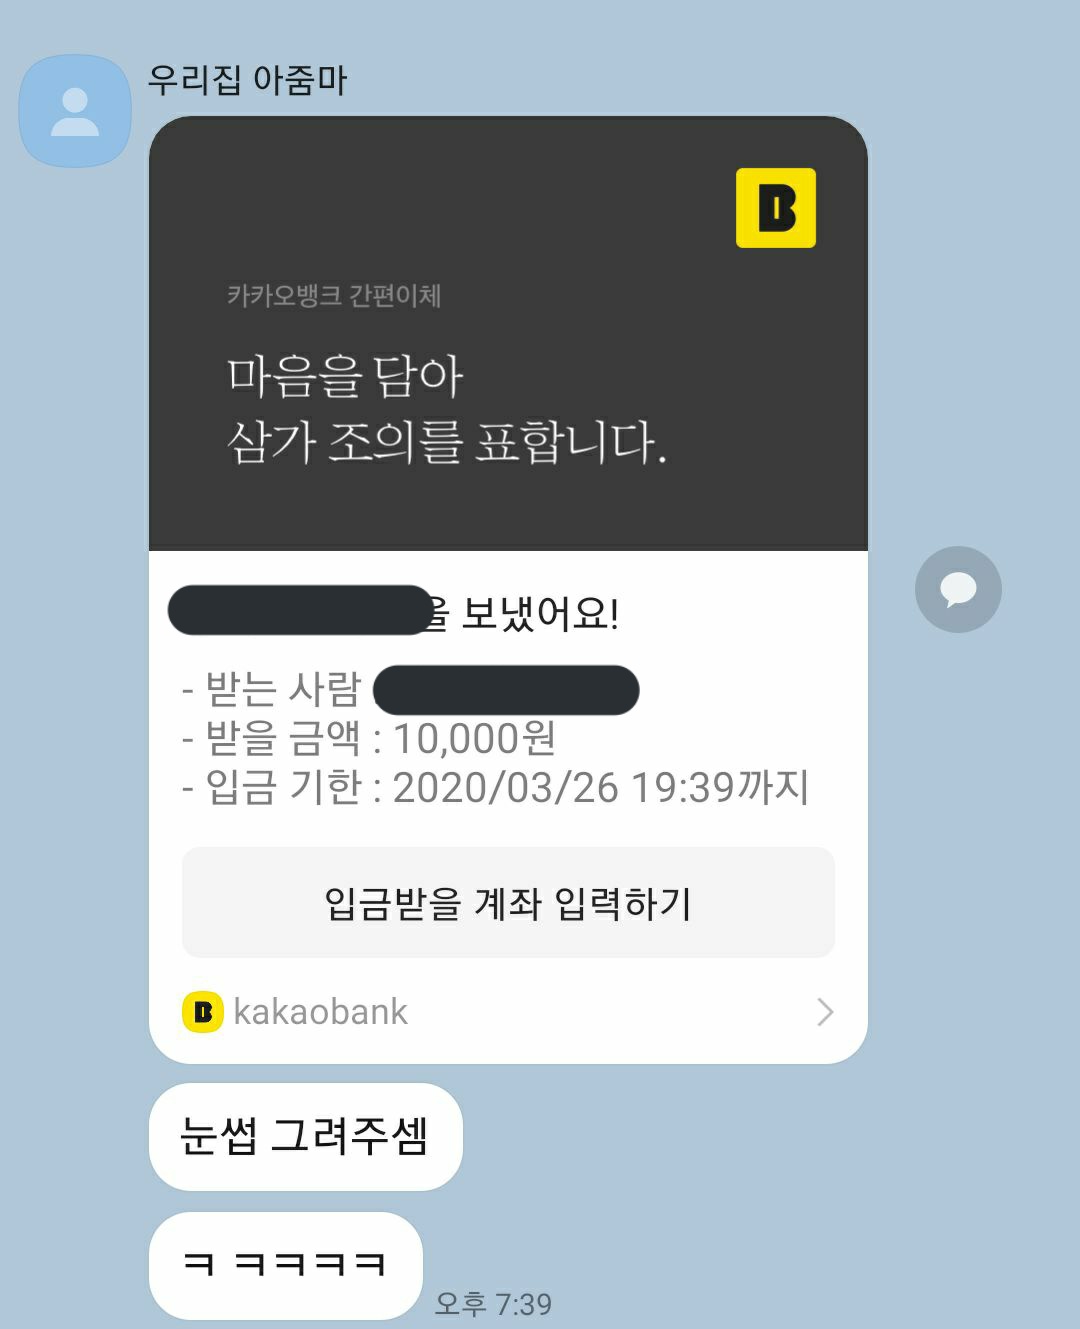 우리집 아줌마
B
카카오뱅크 간편이체
마음을 담아
삼가 조의를 표합니다.
을 보냈어요!
- 받는 사람
- 받을 금액 : 10,000원
- 입금 기한 : 2020/03/26 19:39까지
입금받을 계좌 입력하기
B kakaobank
눈썹 그려주셈
ㅋ ㅋㅋㅋㅋ
오후 7:39